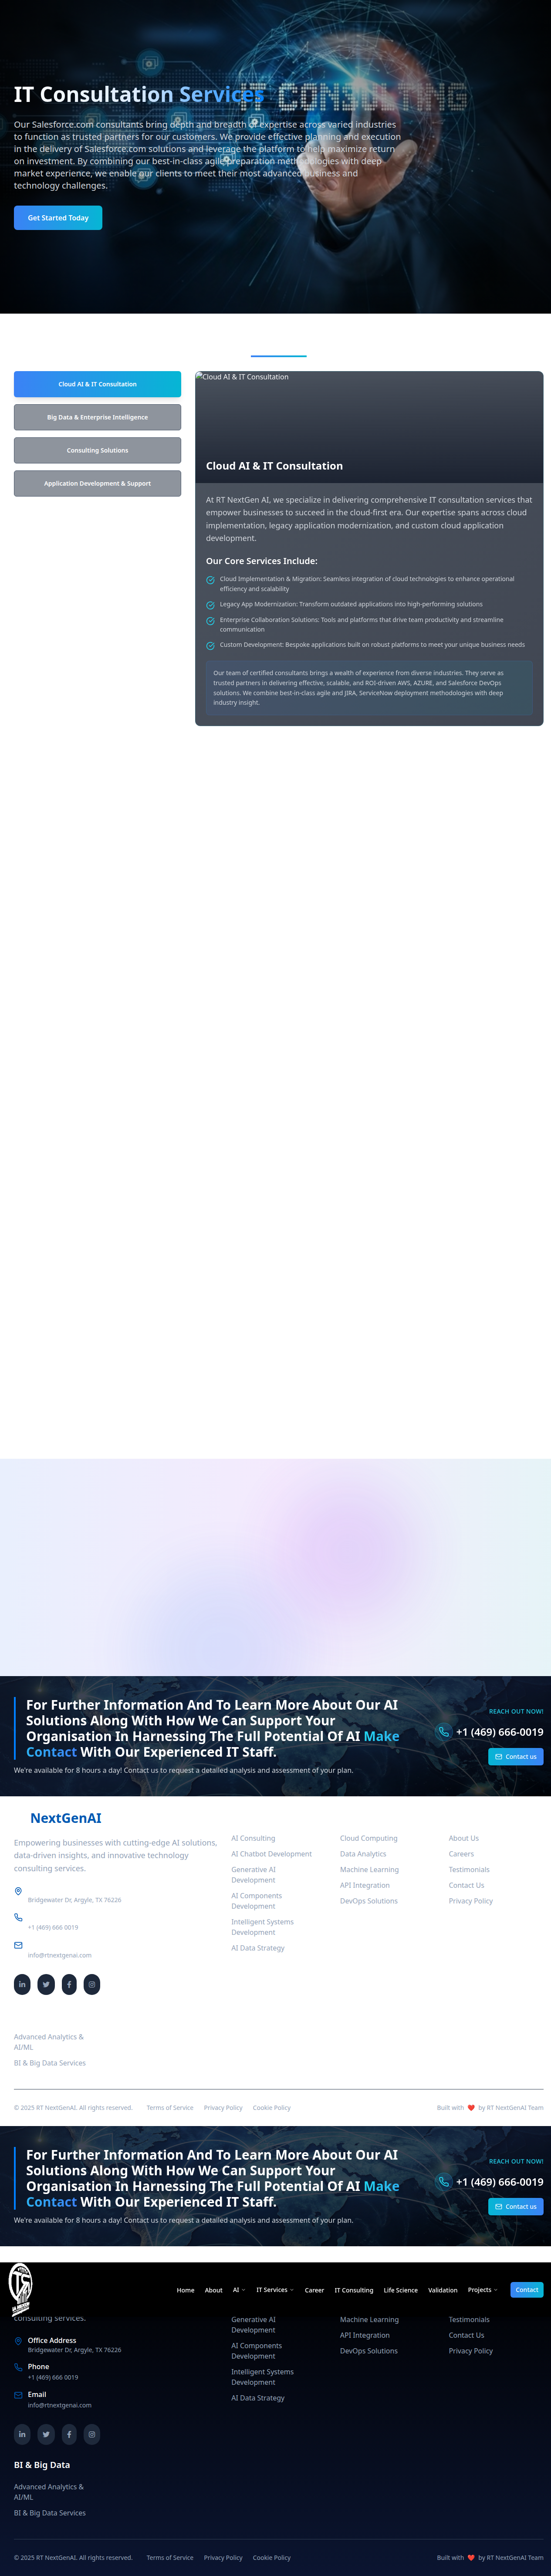 IT CONSULTING
IT Consultation Services
Our Salesforce.com consultants bring depth and breadth of expertise across varied industries
to function as trusted partners for our customers. We provide effective planning and execution
in the delivery of Salesforce.com solutions and leverage the platform to help maximize return
on investment. By combining our best-in-class agile preparation methodologies with deep
market experience, we enable our clients to meet their most advanced business and
technology challenges.
Get Started Today
Cloud AI & IT Consultation
Big Data & Enterprise Intelligence
Consulting Solutions
Application Development & Support
Cloud AI & IT Consultation
Cloud AI & IT Consultation
At RT NextGen AI, we specialize in delivering comprehensive IT consultation services that
empower businesses to succeed in the cloud-first era. Our expertise spans across cloud
implementation, legacy application modernization, and custom cloud application
development.
Our Core Services Include:
Cloud Implementation & Migration: Seamless integration of cloud technologies to enhance operational
efficiency and scalability
Legacy App Modernization: Transform outdated applications into high-performing solutions
Enterprise Collaboration Solutions: Tools and platforms that drive team productivity and streamline
communication
Custom Development: Bespoke applications built on robust platforms to meet your unique business needs
Our team of certified consultants brings a wealth of experience from diverse industries. They serve as
trusted partners in delivering effective, scalable, and ROI-driven AWS, AZURE, and Salesforce DevOps
solutions. We combine best-in-class agile and JIRA, ServiceNow deployment methodologies with deep
industry insight.
For Further Information And To Learn More About Our AI
Solutions Along With How We Can Support Your
Organisation In Harnessing The Full Potential Of AI Make
Contact With Our Experienced IT Staff.
We're available for 8 hours a day! Contact us to request a detailed analysis and assessment of your plan.
REACH OUT NOW!
+1 (469) 666-0019
Contact us
NextGenAI
Empowering businesses with cutting-edge AI solutions,
data-driven insights, and innovative technology
consulting services.
Bridgewater Dr, Argyle, TX 76226
+1 (469) 666 0019
info@rtnextgenai.com
AI Consulting
AI Chatbot Development
Generative AI
Development
AI Components
Development
Intelligent Systems
Development
AI Data Strategy
Cloud Computing
Data Analytics
Machine Learning
API Integration
DevOps Solutions
About Us
Careers
Testimonials
Contact Us
Privacy Policy
Advanced Analytics &
AI/ML
BI & Big Data Services
© 2025 RT NextGenAI. All rights reserved.
Terms of Service
Privacy Policy
Cookie Policy
Built with ❤️ by RT NextGenAI Team
For Further Information And To Learn More About Our AI
Solutions Along With How We Can Support Your
Organisation In Harnessing The Full Potential Of AI Make
Contact With Our Experienced IT Staff.
We're available for 8 hours a day! Contact us to request a detailed analysis and assessment of your plan.
REACH OUT NOW!
+1 (469) 666-0019
Contact us
Home
About
AI
IT Services
Career
IT Consulting
Life Science
Validation
Projects
Contact
consulting services.
Office Address
Bridgewater Dr, Argyle, TX 76226
Phone
+1 (469) 666 0019
Email
info@rtnextgenai.com
Generative AI
Development
AI Components
Development
Intelligent Systems
Development
AI Data Strategy
Machine Learning
API Integration
DevOps Solutions
Testimonials
Contact Us
Privacy Policy
BI & Big Data
Advanced Analytics &
AI/ML
BI & Big Data Services
© 2025 RT NextGenAI. All rights reserved.
Terms of Service
Privacy Policy
Cookie Policy
Built with ❤️ by RT NextGenAI Team